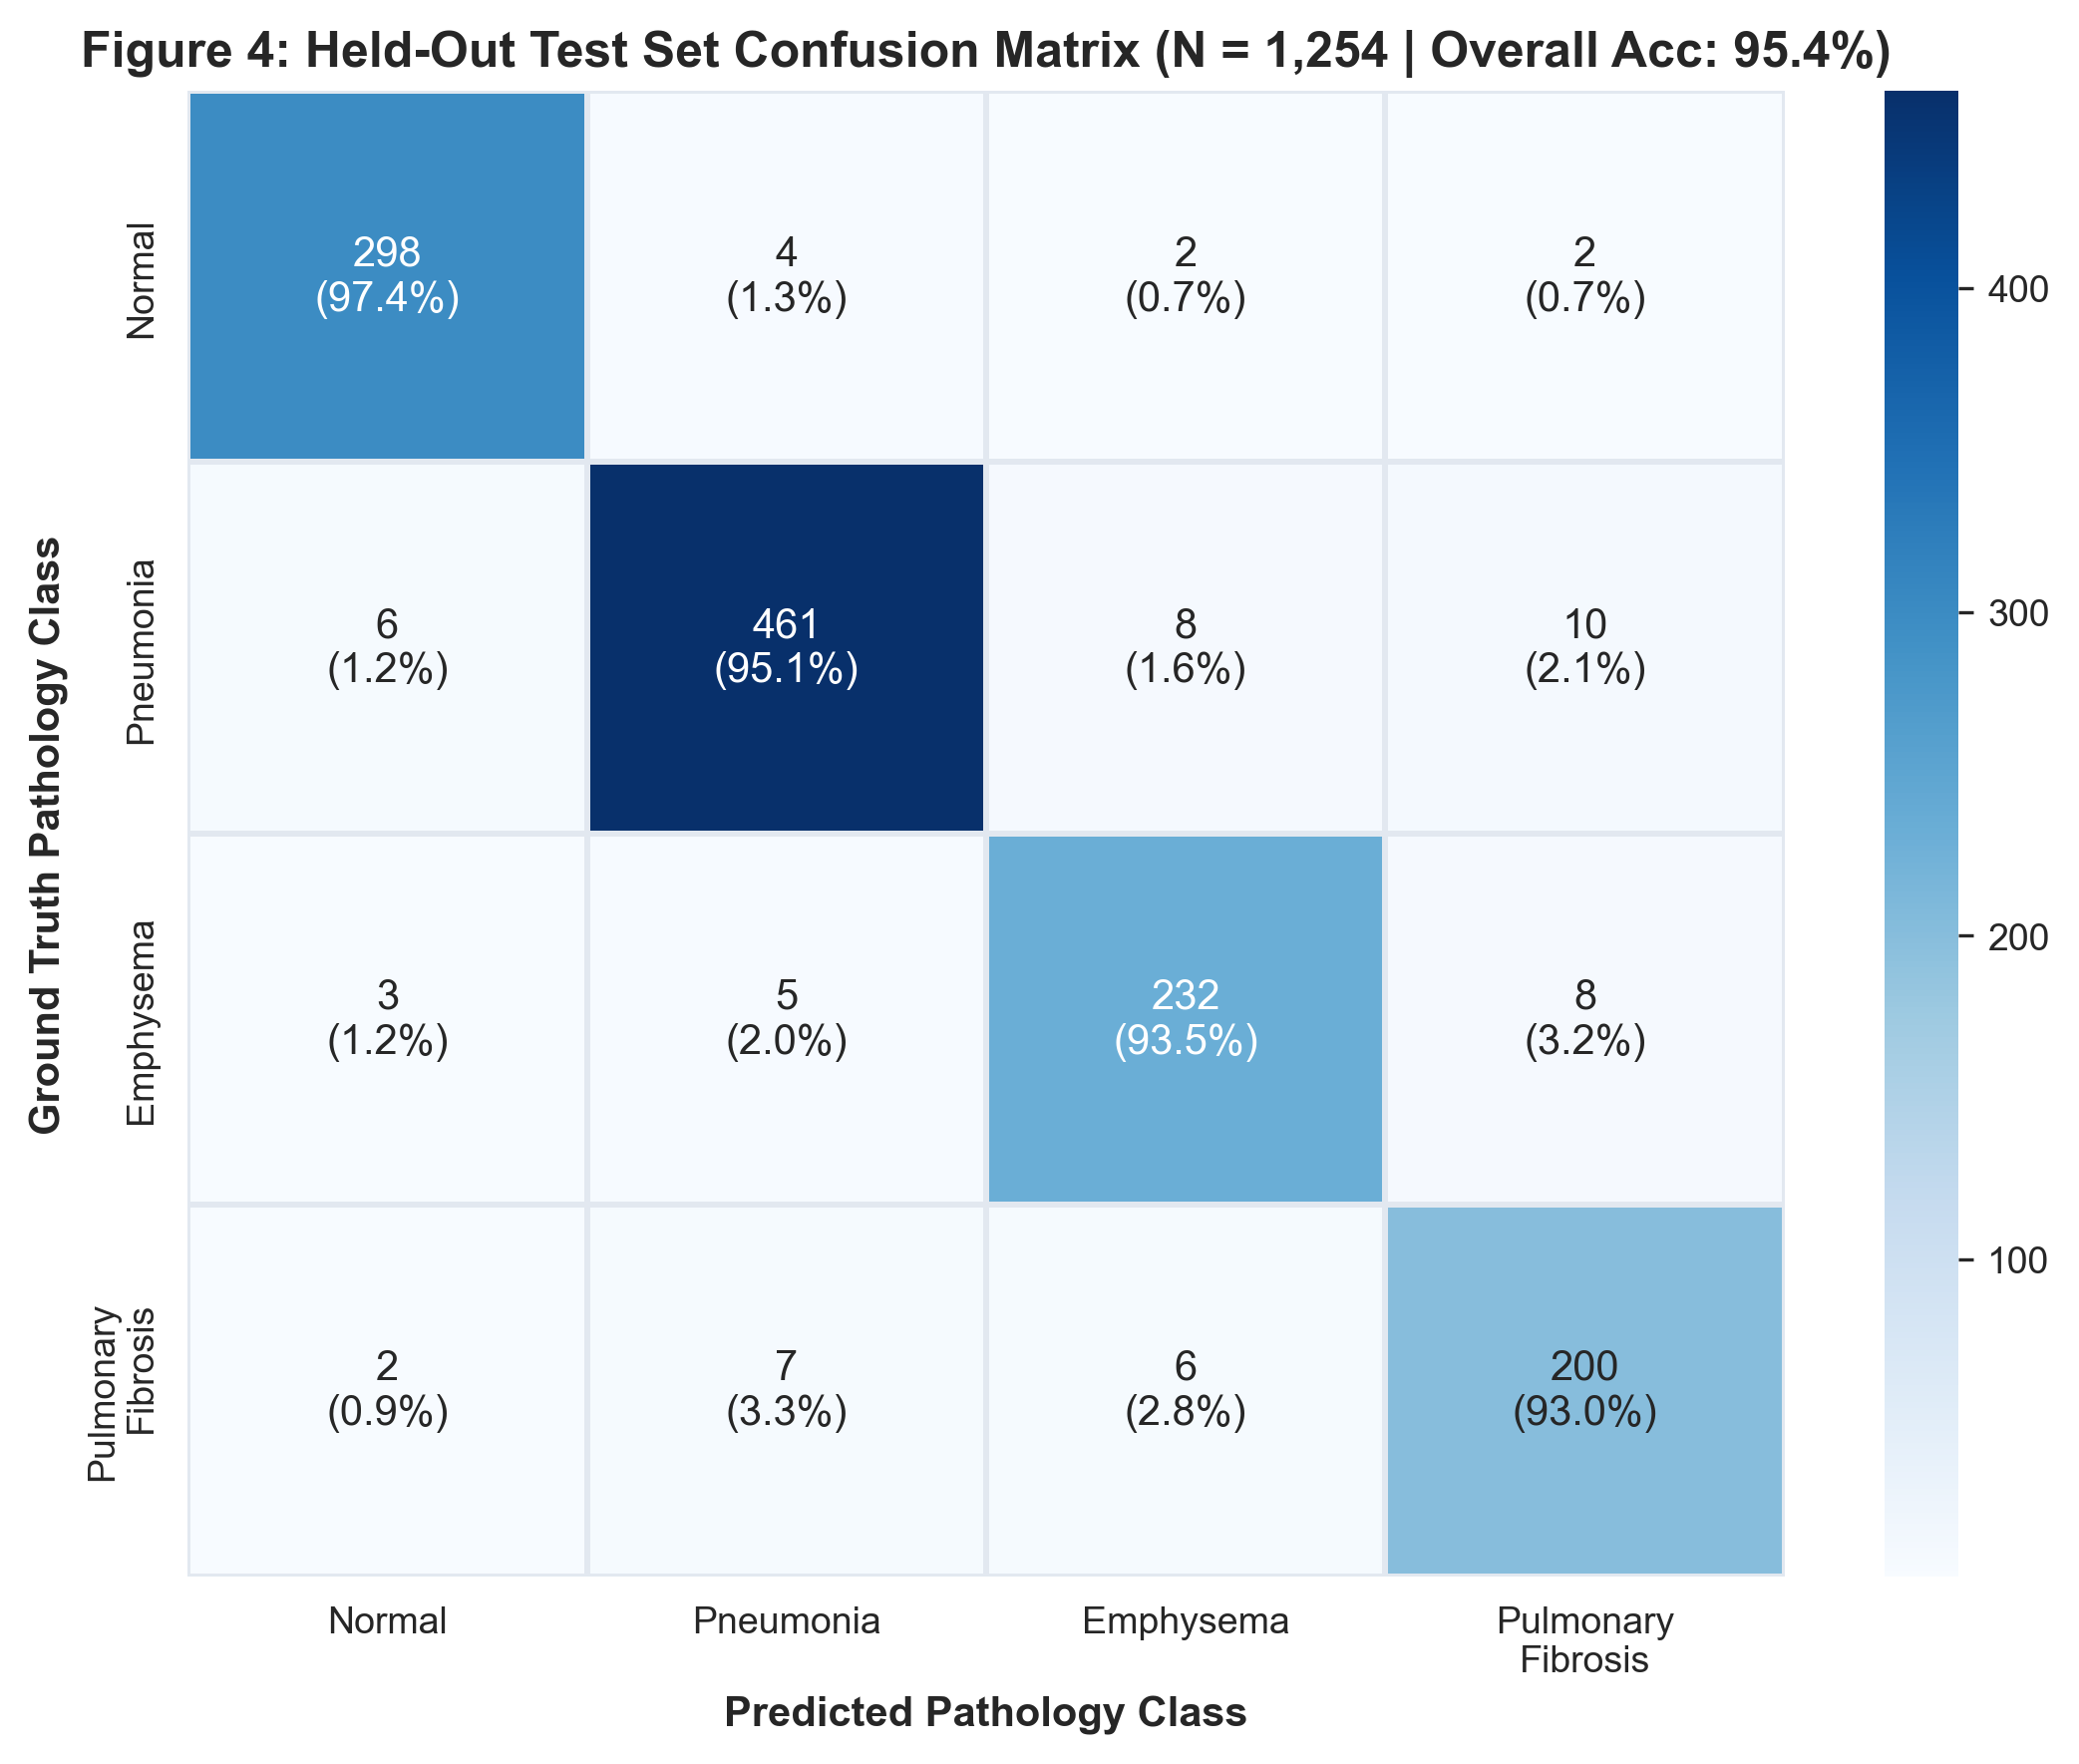 Figure 4: Held-Out Test Set Confusion Matrix (N = 1,254 | Overall Acc: 95.4%)
Ground Truth Pathology Class
Normal
298
(97.4%)
4
(1.3%)
2
(0.7%)
2
(0.7%)
Pneumonia
6
(1.2%)
461
(95.1%)
8
(1.6%)
10
(2.1%)
Emphysema
3
(1.2%)
5
(2.0%)
232
(93.5%)
8
(3.2%)
Pulmonary
Fibrosis
2
(0.9%)
7
(3.3%)
6
(2.8%)
200
(93.0%)
Normal
Pneumonia
Emphysema
Pulmonary
Fibrosis
Predicted Pathology Class
400
300
200
100